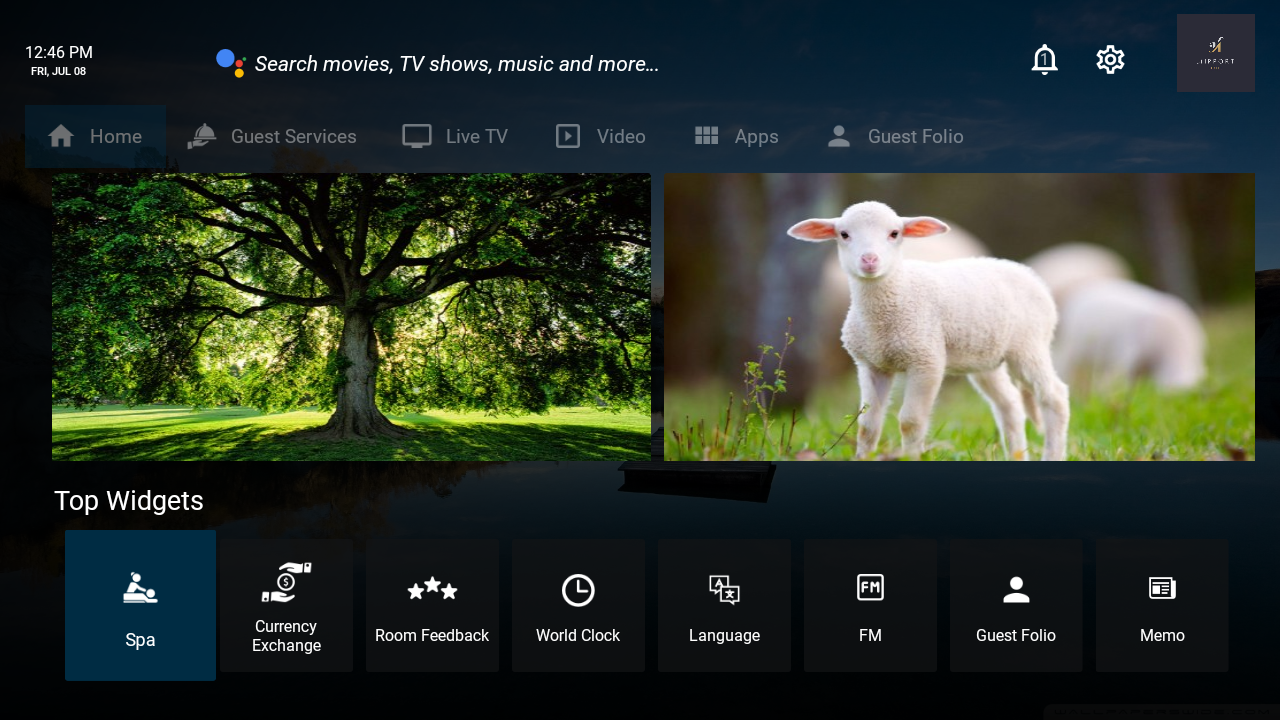 12:46 PM
FRI, JUL 08
Search movies, TV shows, music and more...
1
Home
Guest Services
Live TV
Video
Apps
Guest Folio
Top Widgets
Spa
Currency
Exchange
Room Feedback
World Clock
Language
FM
FM
Guest Folio
Memo